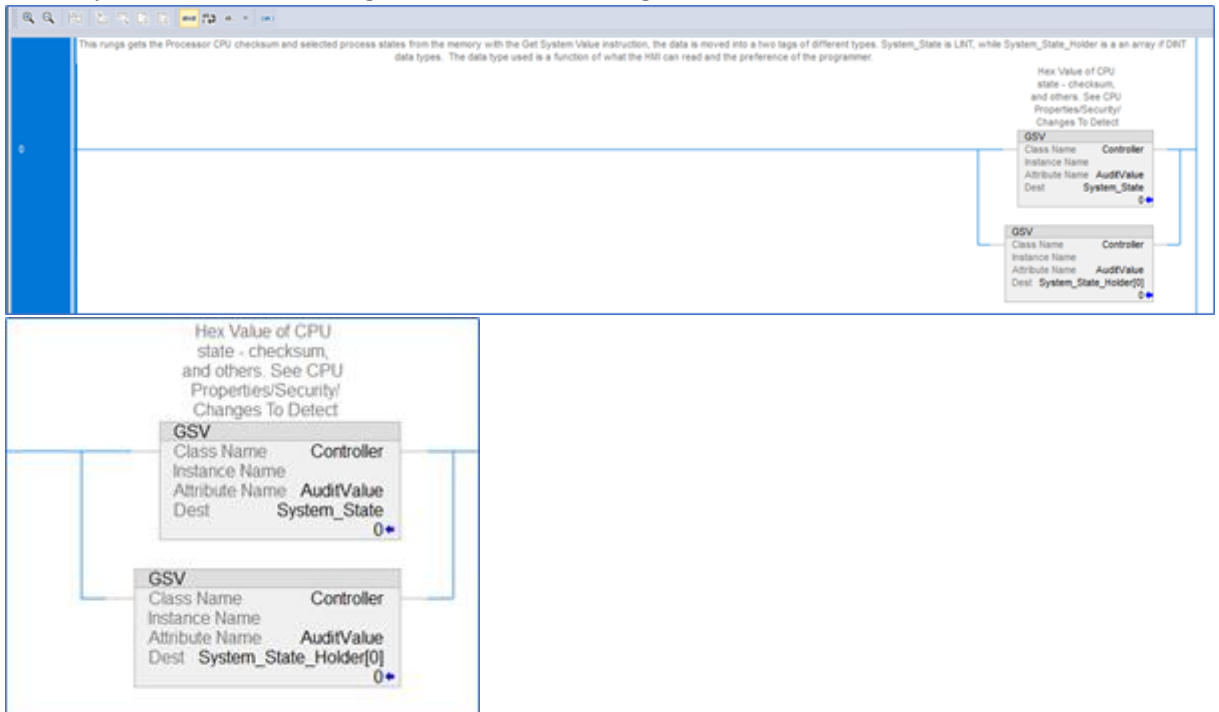 This rungs gets the Processor CPU checksum and selected process states from the memory with the Get System Value instruction, the data is moved into a two tags of different types. System_State is LINT, while System_State_Holder is a an array if DINT
data types. The data type used is a function of what the HMI can read and the preference of the programmer.
Hex Value of CPU
state - checksum,
and others. See CPU
Properties/Security/
Changes To Detect
0
GSV
Class Name Controller
Instance Name
Attribute Name AuditValue
Dest System_State
0
GSV
Class Name Controller
Instance Name
Attribute Name AuditValue
Dest System_State_Holder[0]
0
Hex Value of CPU
state - checksum,
and others. See CPU
Properties/Security/
Changes To Detect
GSV
Class Name Controller
Instance Name
Attribute Name AuditValue
Dest System_State
0
GSV
Class Name Controller
Instance Name
Attribute Name AuditValue
Dest System_State_Holder[0]
0